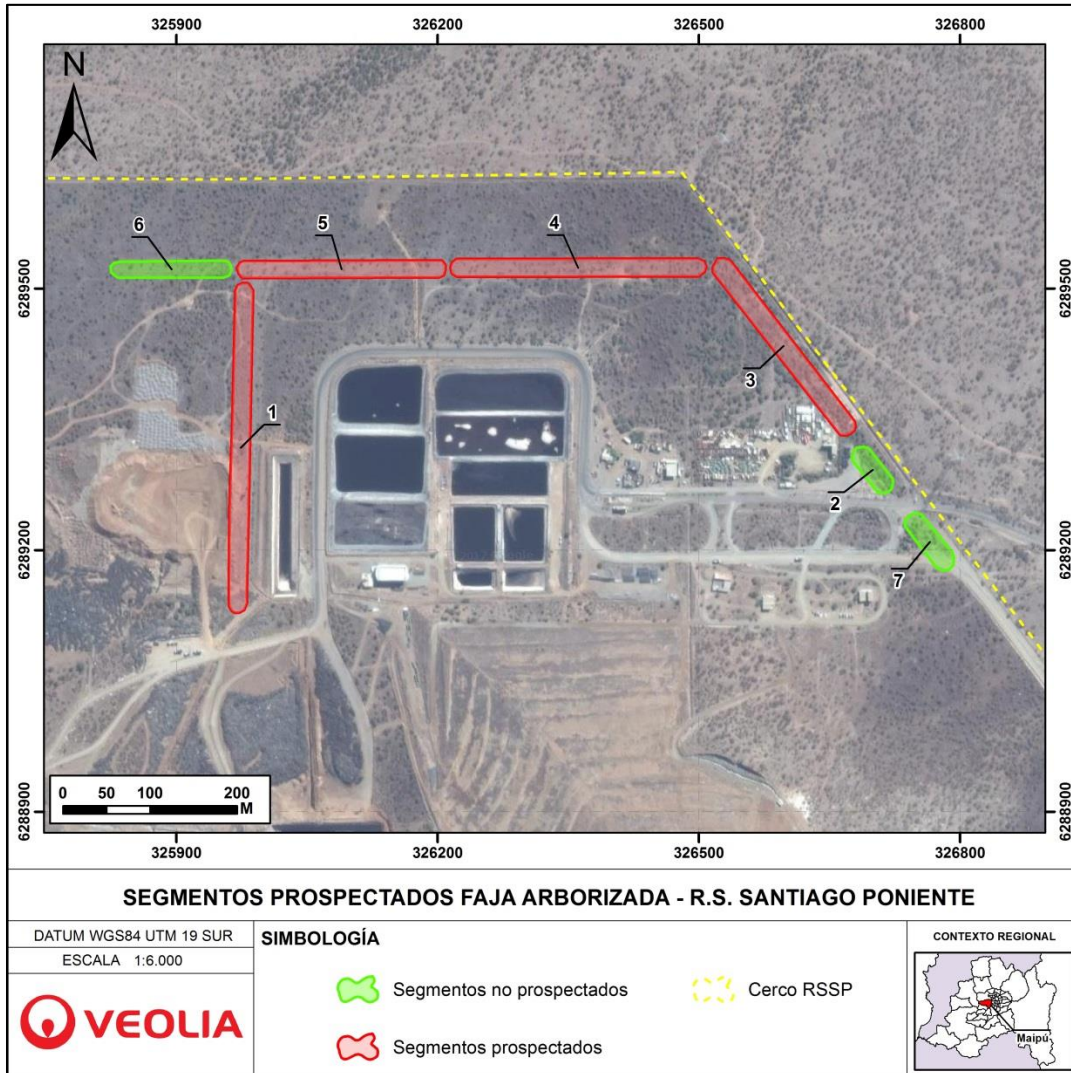 325900 326200 326500 326800
N
6 5 4
6289500 6289500
3
1
2
6289200 6289200
7
0 50 100 200
M
6288900 6288900
325900 326200 326500 326800
SEGMENTOS PROSPECTADOS FAJA ARBORIZADA - R.S. SANTIAGO PONIENTE
DATUM WGS84 UTM 19 SUR
ESCALA 1:6.000
VEOLIA
SIMBOLOGÍA
Segmentos no prospectados
Cerco RSSP
Segmentos prospectados
CONTEXTO REGIONAL
Maipú